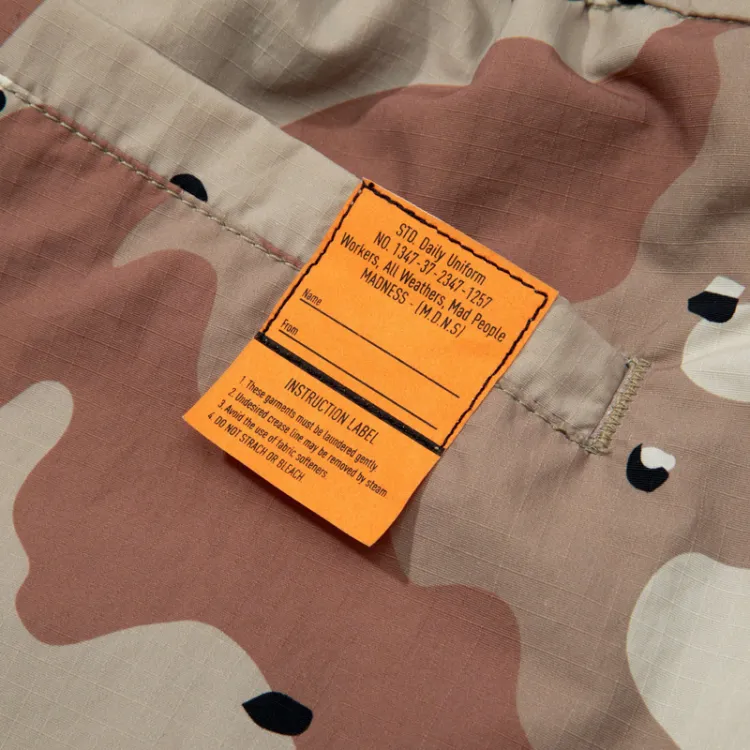 STD. Daily Uniform
NO. 1347-37-2347-1257
Workers, All Weathers, Mad People
MADNESS - (M,D,N,S)
Name
From
INSTRUCTION LABEL
1. These garments must be laundered gently.
2. Undesired crease line may be removed by steam.
3. Avoid the use of fabric softeners.
4. DO NOT STRACH OR BLEACH.